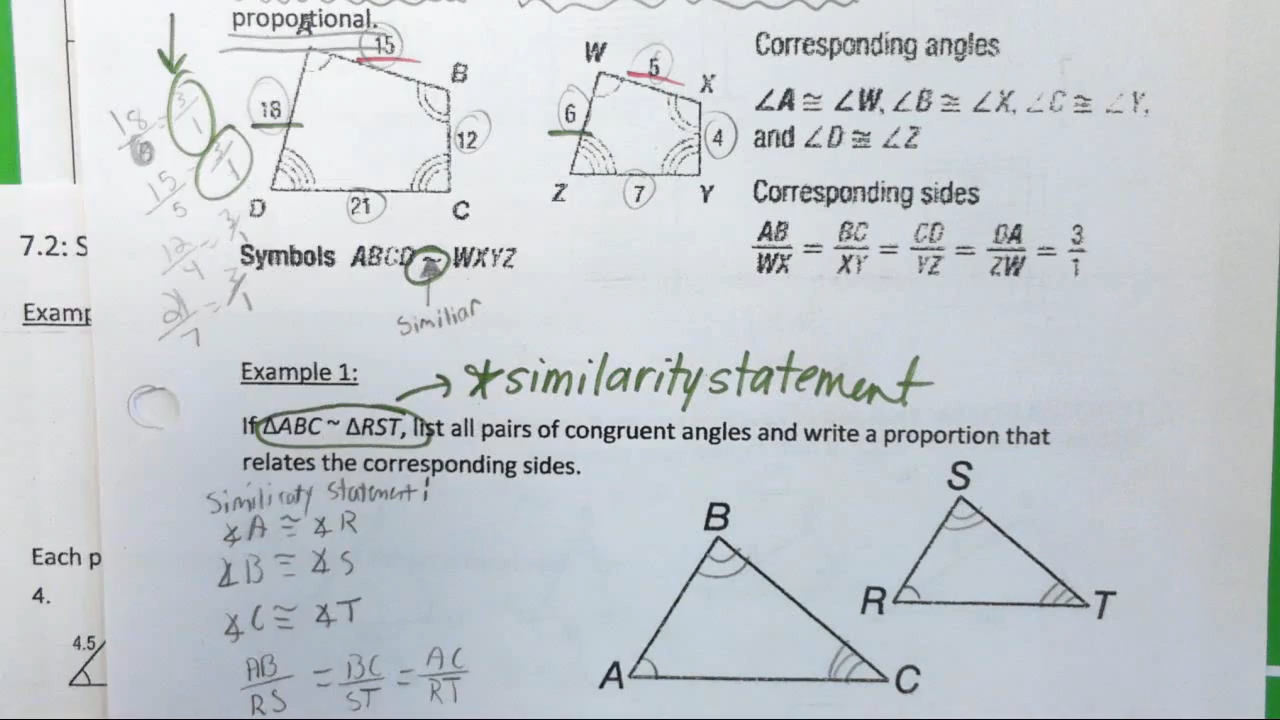 proportional.
A
15
B
18
12
D
21
C
W
5
X
6
4
Z
7
Y
Corresponding angles
∠A ≅ ∠W, ∠B ≅ ∠X, ∠C ≅ ∠Y,
and ∠D ≅ ∠Z
Corresponding sides
AB/WX = BC/XY = CD/YZ = DA/ZW = 3/1
18/6 = 3/1
15/5 = 3/1
12/4 = 3/1
21/7 = 3/1
Symbols ABCD ~ WXYZ
Similiar
7.2: S
Examp
Each p
4.
4.5
Example 1:
*similarity statement
If ΔABC ~ ΔRST, list all pairs of congruent angles and write a proportion that
relates the corresponding sides.
∡A ≅ ∡R
∡B ≅ ∡S
∡C ≅ ∡T
AB/RS = BC/ST = AC/RT
B
A
C
S
R
T